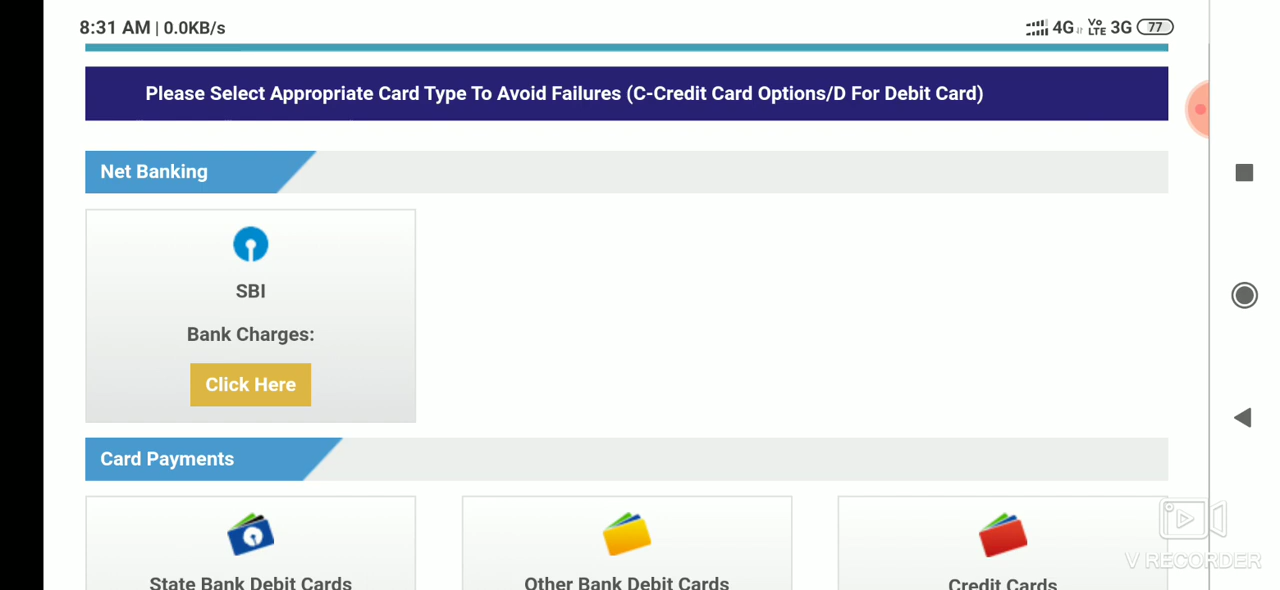 8:31 AM | 0.0KB/s
4G Vo LTE 3G 77
Please Select Appropriate Card Type To Avoid Failures (C-Credit Card Options/D For Debit Card)
Net Banking
SBI
Bank Charges:
Click Here
Card Payments
State Bank Debit Cards
Other Bank Debit Cards
Credit Cards
V RECORDER